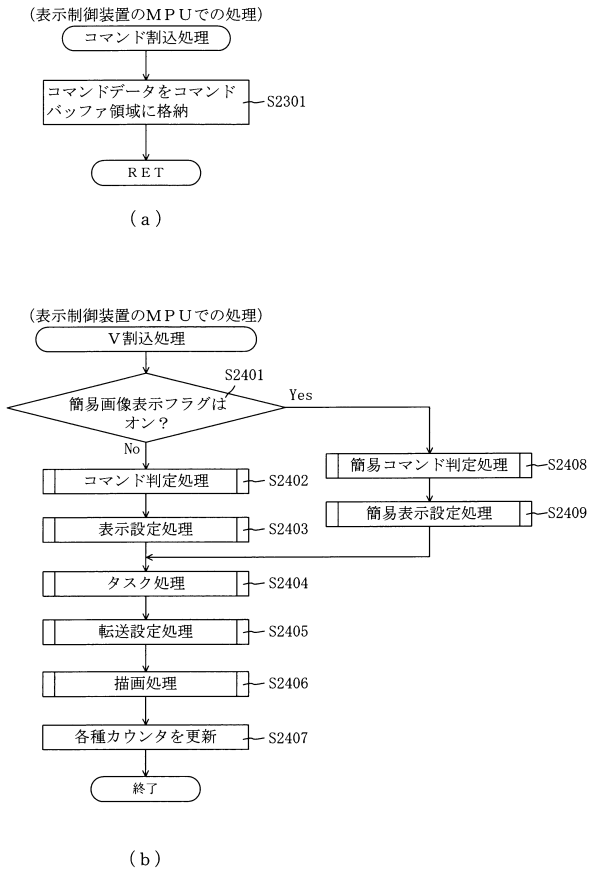 (表示制御装置のMPUでの処理)
コマンド割込処理
コマンドデータをコマンド
バッファ領域に格納
S2301
RET
(a)
(表示制御装置のMPUでの処理)
V割込処理
S2401
簡易画像表示フラグは
オン?
Yes
No
コマンド判定処理
S2402
簡易コマンド判定処理
S2408
表示設定処理
S2403
簡易表示設定処理
S2409
タスク処理
S2404
転送設定処理
S2405
描画処理
S2406
各種カウンタを更新
S2407
終了
(b)